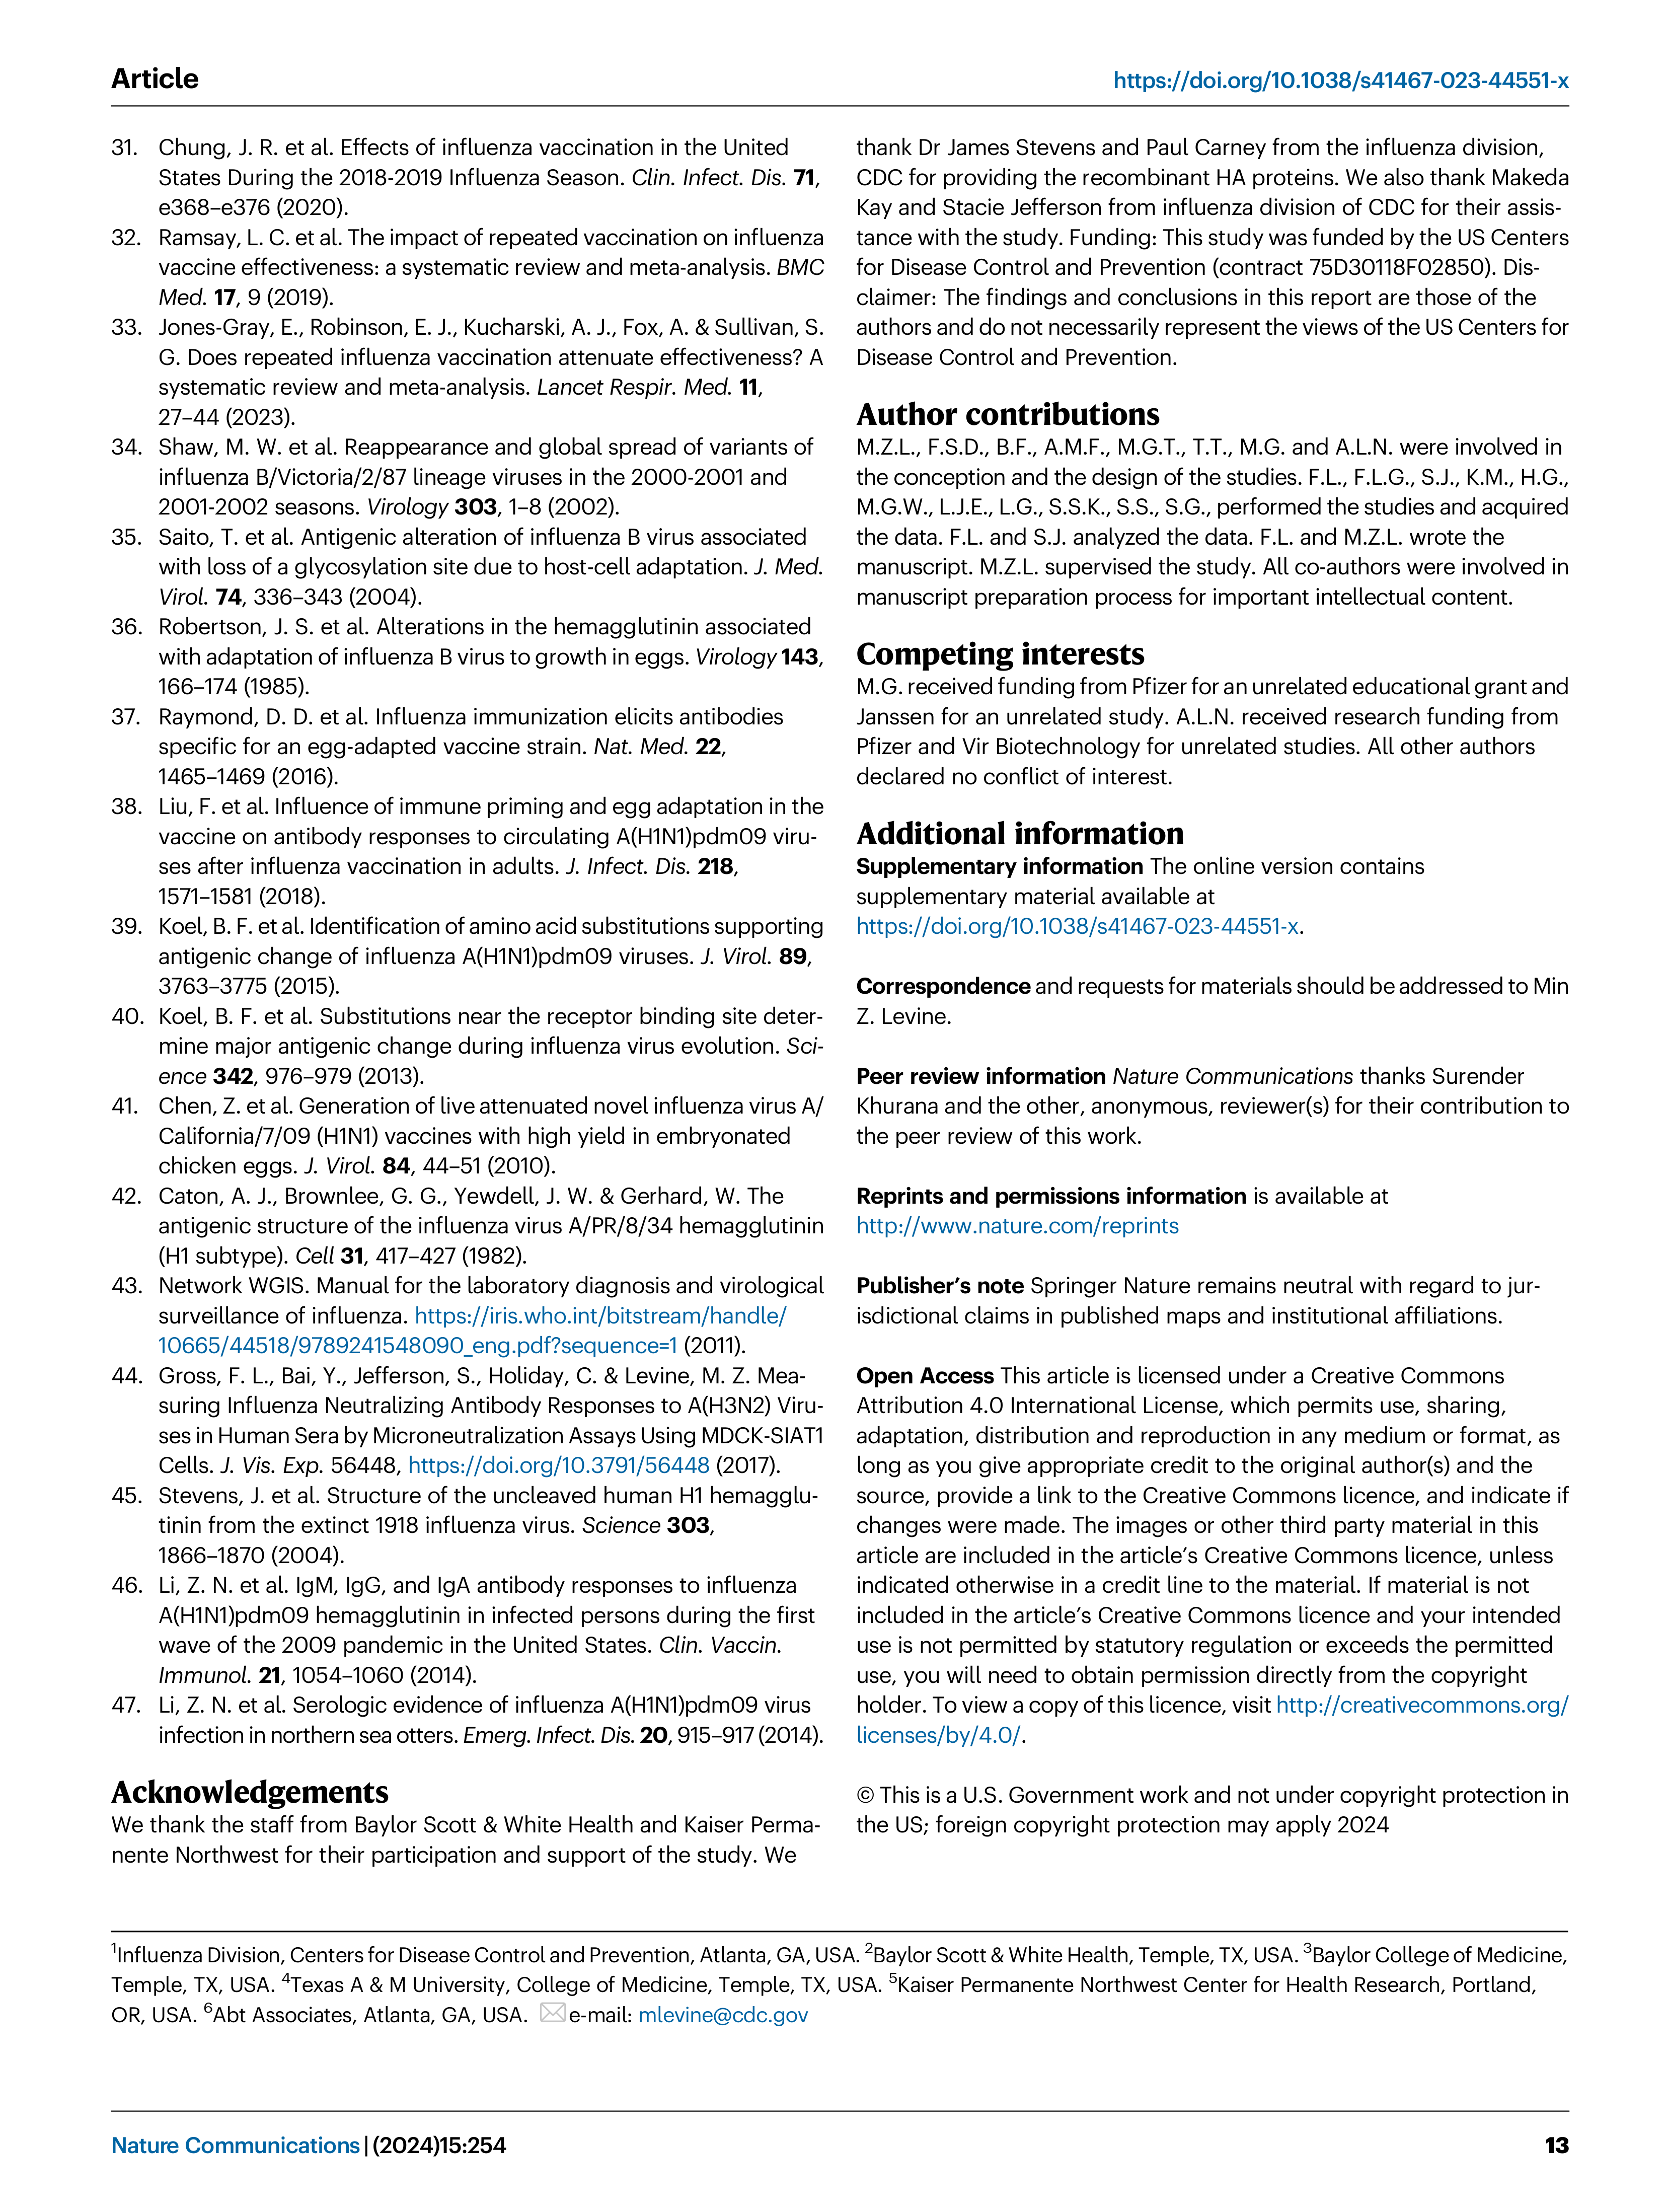 Article
https://doi.org/10.1038/s41467-023-44551-x
31. Chung, J. R. et al. Effects of influenza vaccination in the United
States During the 2018-2019 Influenza Season. Clin. Infect. Dis. 71,
e368–e376 (2020).
32. Ramsay, L. C. et al. The impact of repeated vaccination on influenza
vaccine effectiveness: a systematic review and meta-analysis. BMC
Med. 17, 9 (2019).
33. Jones-Gray, E., Robinson, E. J., Kucharski, A. J., Fox, A. & Sullivan, S.
G. Does repeated influenza vaccination attenuate effectiveness? A
systematic review and meta-analysis. Lancet Respir. Med. 11,
27–44 (2023).
34. Shaw, M. W. et al. Reappearance and global spread of variants of
influenza B/Victoria/2/87 lineage viruses in the 2000-2001 and
2001-2002 seasons. Virology 303, 1–8 (2002).
35. Saito, T. et al. Antigenic alteration of influenza B virus associated
with loss of a glycosylation site due to host-cell adaptation. J. Med.
Virol. 74, 336–343 (2004).
36. Robertson, J. S. et al. Alterations in the hemagglutinin associated
with adaptation of influenza B virus to growth in eggs. Virology 143,
166–174 (1985).
37. Raymond, D. D. et al. Influenza immunization elicits antibodies
specific for an egg-adapted vaccine strain. Nat. Med. 22,
1465–1469 (2016).
38. Liu, F. et al. Influence of immune priming and egg adaptation in the
vaccine on antibody responses to circulating A(H1N1)pdm09 viru-
ses after influenza vaccination in adults. J. Infect. Dis. 218,
1571–1581 (2018).
39. Koel, B. F. et al. Identification of amino acid substitutions supporting
antigenic change of influenza A(H1N1)pdm09 viruses. J. Virol. 89,
3763–3775 (2015).
40. Koel, B. F. et al. Substitutions near the receptor binding site deter-
mine major antigenic change during influenza virus evolution. Sci-
ence 342, 976–979 (2013).
41. Chen, Z. et al. Generation of live attenuated novel influenza virus A/
California/7/09 (H1N1) vaccines with high yield in embryonated
chicken eggs. J. Virol. 84, 44–51 (2010).
42. Caton, A. J., Brownlee, G. G., Yewdell, J. W. & Gerhard, W. The
antigenic structure of the influenza virus A/PR/8/34 hemagglutinin
(H1 subtype). Cell 31, 417–427 (1982).
43. Network WGIS. Manual for the laboratory diagnosis and virological
surveillance of influenza. https://iris.who.int/bitstream/handle/
10665/44518/9789241548090_eng.pdf?sequence=1 (2011).
44. Gross, F. L., Bai, Y., Jefferson, S., Holiday, C. & Levine, M. Z. Mea-
suring Influenza Neutralizing Antibody Responses to A(H3N2) Viru-
ses in Human Sera by Microneutralization Assays Using MDCK-SIAT1
Cells. J. Vis. Exp. 56448, https://doi.org/10.3791/56448 (2017).
45. Stevens, J. et al. Structure of the uncleaved human H1 hemagglu-
tinin from the extinct 1918 influenza virus. Science 303,
1866–1870 (2004).
46. Li, Z. N. et al. IgM, IgG, and IgA antibody responses to influenza
A(H1N1)pdm09 hemagglutinin in infected persons during the first
wave of the 2009 pandemic in the United States. Clin. Vaccin.
Immunol. 21, 1054–1060 (2014).
47. Li, Z. N. et al. Serologic evidence of influenza A(H1N1)pdm09 virus
infection in northern sea otters. Emerg. Infect. Dis. 20, 915–917 (2014).
Acknowledgements
We thank the staff from Baylor Scott & White Health and Kaiser Perma-
nente Northwest for their participation and support of the study. We
thank Dr James Stevens and Paul Carney from the influenza division,
CDC for providing the recombinant HA proteins. We also thank Makeda
Kay and Stacie Jefferson from influenza division of CDC for their assis-
tance with the study. Funding: This study was funded by the US Centers
for Disease Control and Prevention (contract 75D30118F02850). Dis-
claimer: The findings and conclusions in this report are those of the
authors and do not necessarily represent the views of the US Centers for
Disease Control and Prevention.
Author contributions
M.Z.L., F.S.D., B.F., A.M.F., M.G.T., T.T., M.G. and A.L.N. were involved in
the conception and the design of the studies. F.L., F.L.G., S.J., K.M., H.G.,
M.G.W., L.J.E., L.G., S.S.K., S.S., S.G., performed the studies and acquired
the data. F.L. and S.J. analyzed the data. F.L. and M.Z.L. wrote the
manuscript. M.Z.L. supervised the study. All co-authors were involved in
manuscript preparation process for important intellectual content.
Competing interests
M.G. received funding from Pfizer for an unrelated educational grant and
Janssen for an unrelated study. A.L.N. received research funding from
Pfizer and Vir Biotechnology for unrelated studies. All other authors
declared no conflict of interest.
Additional information
Supplementary information The online version contains
supplementary material available at
https://doi.org/10.1038/s41467-023-44551-x.
Correspondence and requests for materials should be addressed to Min
Z. Levine.
Peer review information Nature Communications thanks Surender
Khurana and the other, anonymous, reviewer(s) for their contribution to
the peer review of this work.
Reprints and permissions information is available at
http://www.nature.com/reprints
Publisher's note Springer Nature remains neutral with regard to jur-
isdictional claims in published maps and institutional affiliations.
Open Access This article is licensed under a Creative Commons
Attribution 4.0 International License, which permits use, sharing,
adaptation, distribution and reproduction in any medium or format, as
long as you give appropriate credit to the original author(s) and the
source, provide a link to the Creative Commons licence, and indicate if
changes were made. The images or other third party material in this
article are included in the article's Creative Commons licence, unless
indicated otherwise in a credit line to the material. If material is not
included in the article's Creative Commons licence and your intended
use is not permitted by statutory regulation or exceeds the permitted
use, you will need to obtain permission directly from the copyright
holder. To view a copy of this licence, visit http://creativecommons.org/
licenses/by/4.0/.
© This is a U.S. Government work and not under copyright protection in
the US; foreign copyright protection may apply 2024
1Influenza Division, Centers for Disease Control and Prevention, Atlanta, GA, USA. 2Baylor Scott & White Health, Temple, TX, USA. 3Baylor College of Medicine,
Temple, TX, USA. 4Texas A & M University, College of Medicine, Temple, TX, USA. 5Kaiser Permanente Northwest Center for Health Research, Portland,
OR, USA. 6Abt Associates, Atlanta, GA, USA. e-mail: mlevine@cdc.gov
Nature Communications | (2024)15:254
13